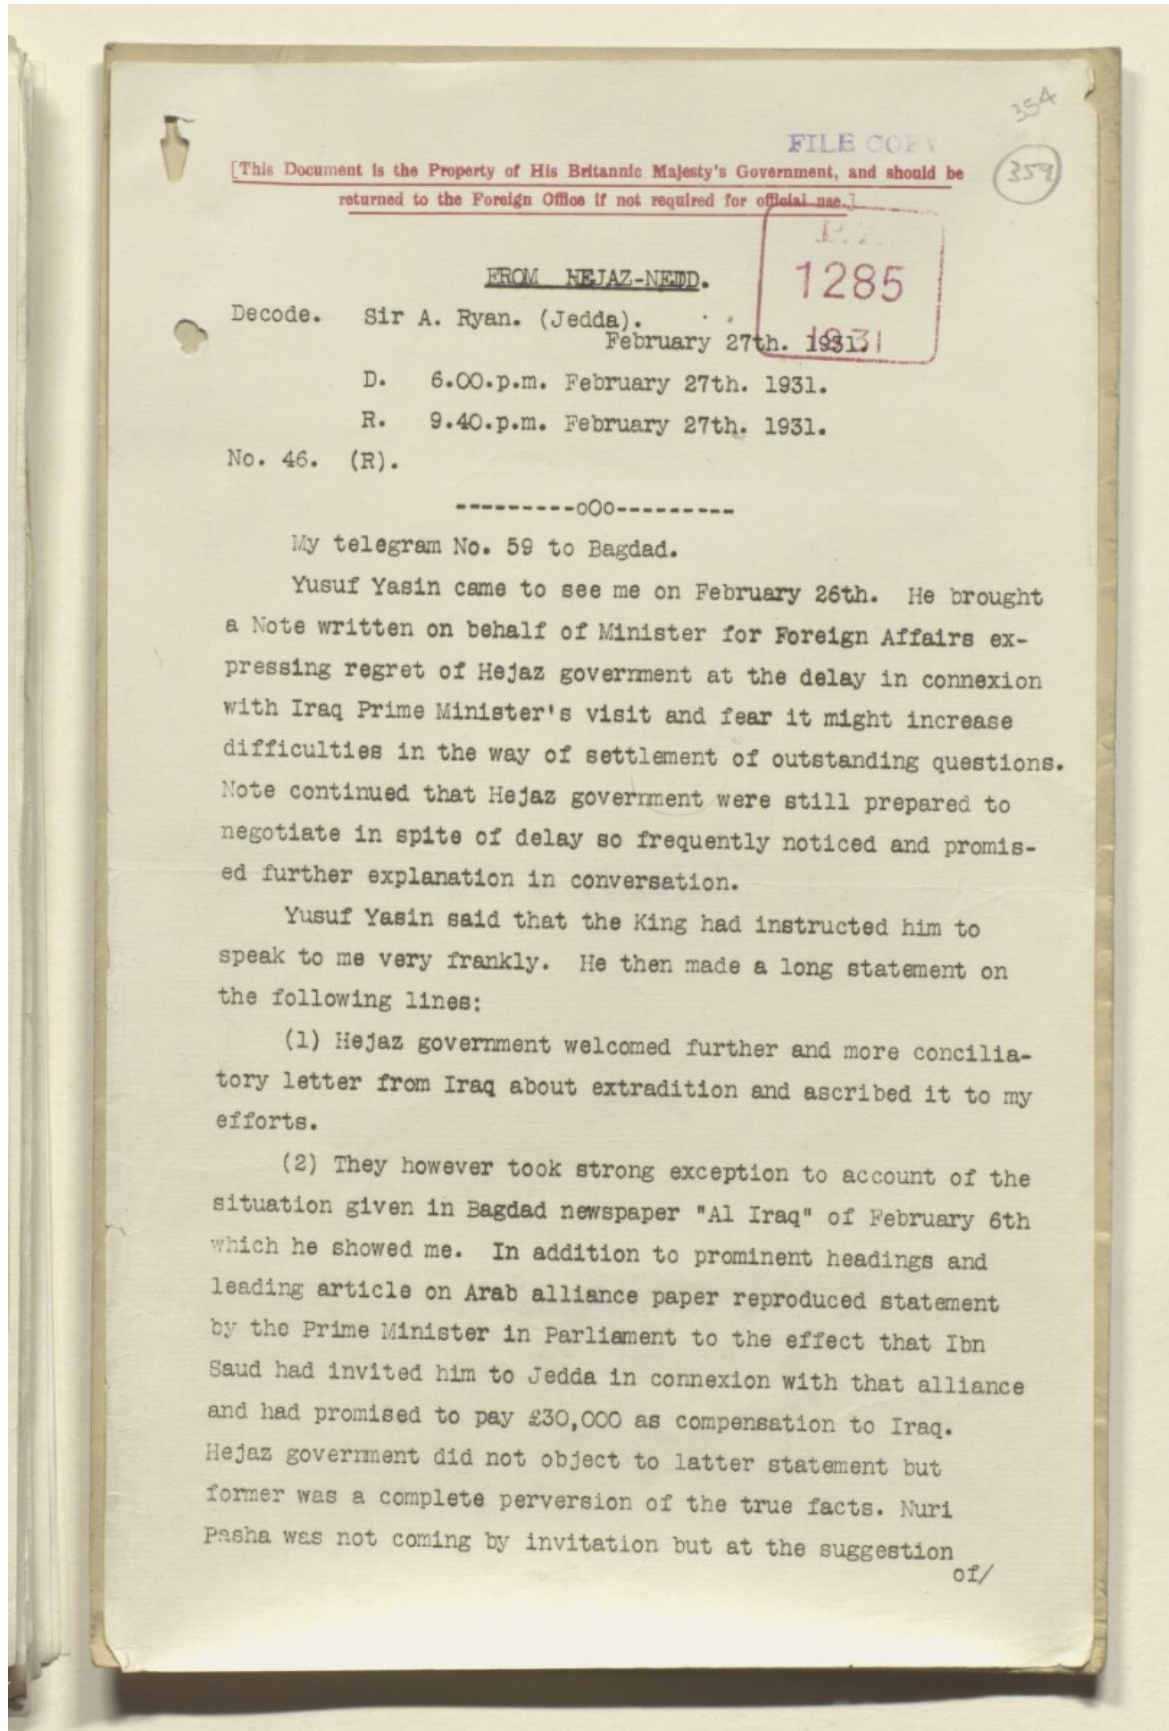 354
FILE COPY
[This Document is the Property of His Britannic Majesty's Government, and should be
359
returned to the Foreign Office if not required for official use.]
P.Z.
1285
1931
FROM HEJAZ-NEDD.
Decode. Sir A. Ryan. (Jedda).
February 27th. 1931.
D. 6.00.p.m. February 27th. 1931.
R. 9.40.p.m. February 27th. 1931.
No. 46. (R).
---------oOo---------
My telegram No. 59 to Bagdad.
Yusuf Yasin came to see me on February 26th. He brought
a Note written on behalf of Minister for Foreign Affairs ex-
pressing regret of Hejaz government at the delay in connexion
with Iraq Prime Minister's visit and fear it might increase
difficulties in the way of settlement of outstanding questions.
Note continued that Hejaz government were still prepared to
negotiate in spite of delay so frequently noticed and promis-
ed further explanation in conversation.
Yusuf Yasin said that the King had instructed him to
speak to me very frankly. He then made a long statement on
the following lines:
(1) Hejaz government welcomed further and more concilia-
tory letter from Iraq about extradition and ascribed it to my
efforts.
(2) They however took strong exception to account of the
situation given in Bagdad newspaper "Al Iraq" of February 6th
which he showed me. In addition to prominent headings and
leading article on Arab alliance paper reproduced statement
by the Prime Minister in Parliament to the effect that Ibn
Saud had invited him to Jedda in connexion with that alliance
and had promised to pay £30,000 as compensation to Iraq.
Hejaz government did not object to latter statement but
former was a complete perversion of the true facts. Nuri
Pasha was not coming by invitation but at the suggestion
of/